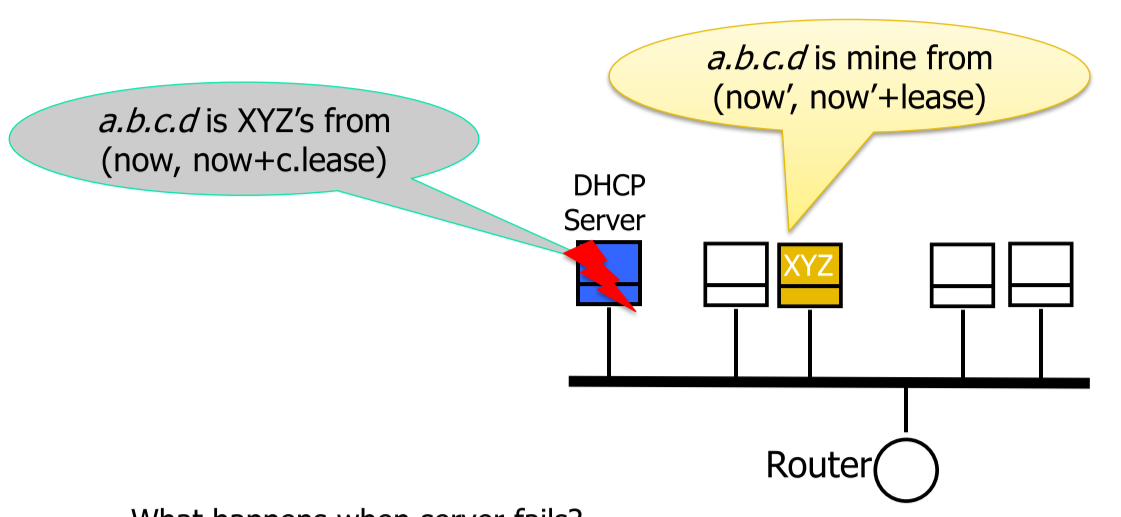 a.b.c.d is mine from
(now’, now’+lease)
a.b.c.d is XYZ’s from
(now, now+c.lease)
DHCP
Server
XYZ
Router
What happens when server fails?